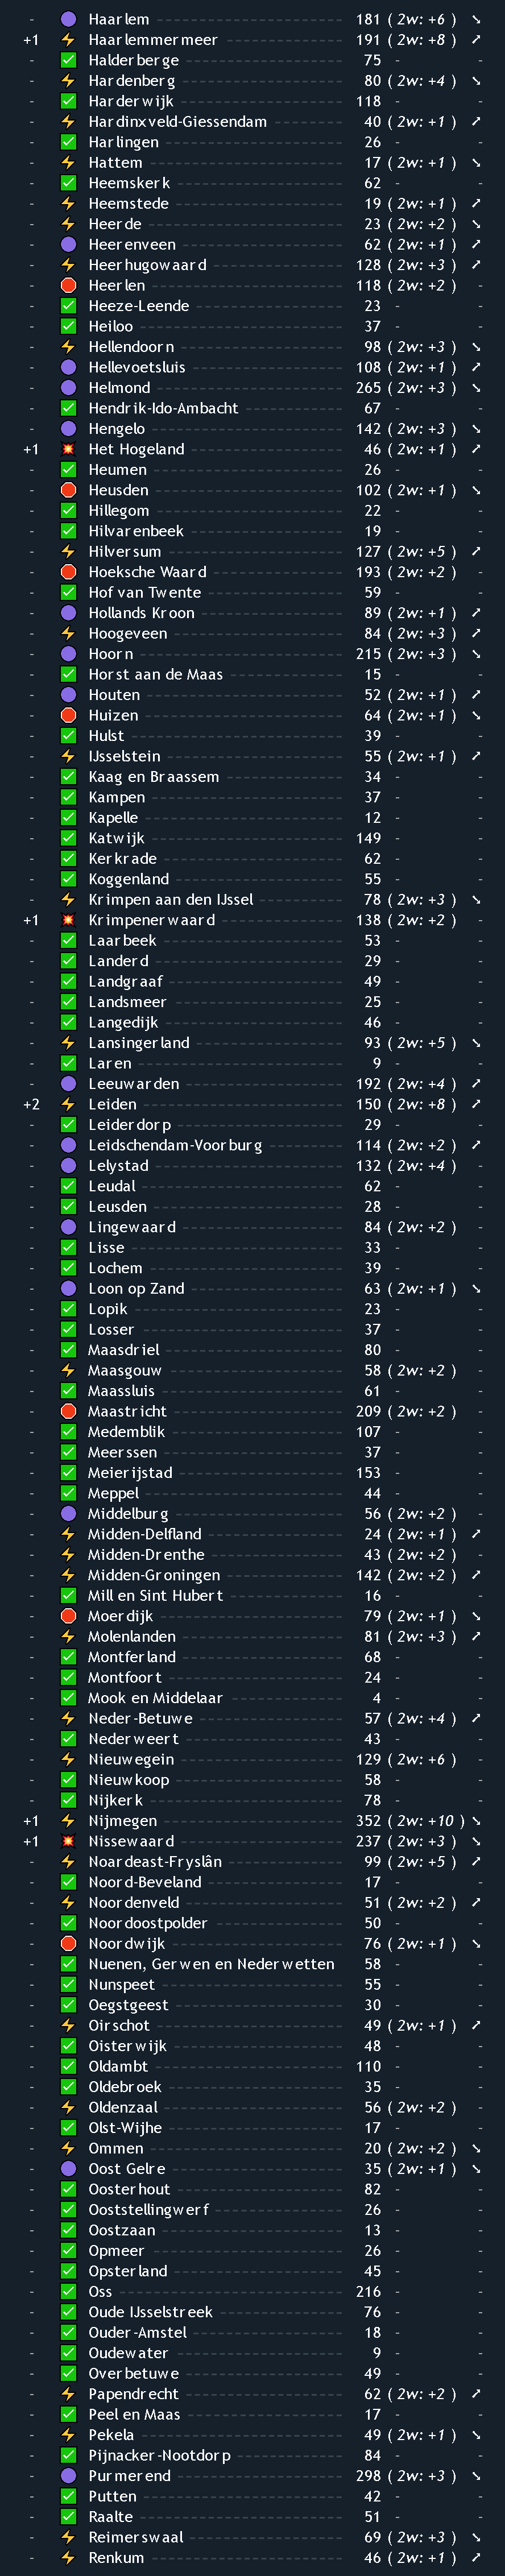 - Haarlem 181 ( 2w: +6 ) ↘
+1 Haarlemmermeer 191 ( 2w: +8 ) ↗
- Halderberge 75 - -
- Hardenberg 80 ( 2w: +4 ) ↘
- Harderwijk 118 - -
- Hardinxveld-Giessendam 40 ( 2w: +1 ) ↗
- Harlingen 26 - -
- Hattem 17 ( 2w: +1 ) ↘
- Heemskerk 62 - -
- Heemstede 19 ( 2w: +1 ) ↗
- Heerde 23 ( 2w: +2 ) ↘
- Heerenveen 62 ( 2w: +1 ) ↗
- Heerhugowaard 128 ( 2w: +3 ) ↗
- Heerlen 118 ( 2w: +2 ) -
- Heeze-Leende 23 - -
- Heiloo 37 - -
- Hellendoorn 98 ( 2w: +3 ) ↘
- Hellevoetsluis 108 ( 2w: +1 ) ↗
- Helmond 265 ( 2w: +3 ) ↘
- Hendrik-Ido-Ambacht 67 - -
- Hengelo 142 ( 2w: +3 ) ↘
+1 Het Hogeland 46 ( 2w: +1 ) ↗
- Heumen 26 - -
- Heusden 102 ( 2w: +1 ) ↘
- Hillegom 22 - -
- Hilvarenbeek 19 - -
- Hilversum 127 ( 2w: +5 ) ↗
- Hoeksche Waard 193 ( 2w: +2 ) -
- Hof van Twente 59 - -
- Hollands Kroon 89 ( 2w: +1 ) ↗
- Hoogeveen 84 ( 2w: +3 ) ↗
- Hoorn 215 ( 2w: +3 ) ↘
- Horst aan de Maas 15 - -
- Houten 52 ( 2w: +1 ) ↗
- Huizen 64 ( 2w: +1 ) ↘
- Hulst 39 - -
- IJsselstein 55 ( 2w: +1 ) ↗
- Kaag en Braassem 34 - -
- Kampen 37 - -
- Kapelle 12 - -
- Katwijk 149 - -
- Kerkrade 62 - -
- Koggenland 55 - -
- Krimpen aan den IJssel 78 ( 2w: +3 ) ↘
+1 Krimpenerwaard 138 ( 2w: +2 ) -
- Laarbeek 53 - -
- Landerd 29 - -
- Landgraaf 49 - -
- Landsmeer 25 - -
- Langedijk 46 - -
- Lansingerland 93 ( 2w: +5 ) ↘
- Laren 9 - -
- Leeuwarden 192 ( 2w: +4 ) ↗
+2 Leiden 150 ( 2w: +8 ) ↗
- Leiderdorp 29 - -
- Leidschendam-Voorburg 114 ( 2w: +2 ) ↗
- Lelystad 132 ( 2w: +4 ) -
- Leudal 62 - -
- Leusden 28 - -
- Lingewaard 84 ( 2w: +2 ) -
- Lisse 33 - -
- Lochem 39 - -
- Loon op Zand 63 ( 2w: +1 ) ↘
- Lopik 23 - -
- Losser 37 - -
- Maasdriel 80 - -
- Maasgouw 58 ( 2w: +2 ) -
- Maassluis 61 - -
- Maastricht 209 ( 2w: +2 ) -
- Medemblik 107 - -
- Meerssen 37 - -
- Meierijstad 153 - -
- Meppel 44 - -
- Middelburg 56 ( 2w: +2 ) -
- Midden-Delfland 24 ( 2w: +1 ) ↗
- Midden-Drenthe 43 ( 2w: +2 ) -
- Midden-Groningen 142 ( 2w: +2 ) ↗
- Mill en Sint Hubert 16 - -
- Moerdijk 79 ( 2w: +1 ) ↘
- Molenlanden 81 ( 2w: +3 ) ↗
- Montferland 68 - -
- Montfoort 24 - -
- Mook en Middelaar 4 - -
- Neder-Betuwe 57 ( 2w: +4 ) ↗
- Nederweert 43 - -
- Nieuwegein 129 ( 2w: +6 ) -
- Nieuwkoop 58 - -
- Nijkerk 78 - -
+1 Nijmegen 352 ( 2w: +10 ) ↘
+1 Nissewaard 237 ( 2w: +3 ) ↘
- Noardeast-Fryslân 99 ( 2w: +5 ) ↗
- Noord-Beveland 17 - -
- Noordenveld 51 ( 2w: +2 ) ↗
- Noordoostpolder 50 - -
- Noordwijk 76 ( 2w: +1 ) ↘
- Nuenen, Gerwen en Nederwetten 58 - -
- Nunspeet 55 - -
- Oegstgeest 30 - -
- Oirschot 49 ( 2w: +1 ) ↗
- Oisterwijk 48 - -
- Oldambt 110 - -
- Oldebroek 35 - -
- Oldenzaal 56 ( 2w: +2 ) -
- Olst-Wijhe 17 - -
- Ommen 20 ( 2w: +2 ) ↘
- Oost Gelre 35 ( 2w: +1 ) ↘
- Oosterhout 82 - -
- Ooststellingwerf 26 - -
- Oostzaan 13 - -
- Opmeer 26 - -
- Opsterland 45 - -
- Oss 216 - -
- Oude IJsselstreek 76 - -
- Ouder-Amstel 18 - -
- Oudewater 9 - -
- Overbetuwe 49 - -
- Papendrecht 62 ( 2w: +2 ) ↗
- Peel en Maas 17 - -
- Pekela 49 ( 2w: +1 ) ↘
- Pijnacker-Nootdorp 84 - -
- Purmerend 298 ( 2w: +3 ) ↘
- Putten 42 - -
- Raalte 51 - -
- Reimerswaal 69 ( 2w: +3 ) ↘
- Renkum 46 ( 2w: +1 ) ↗